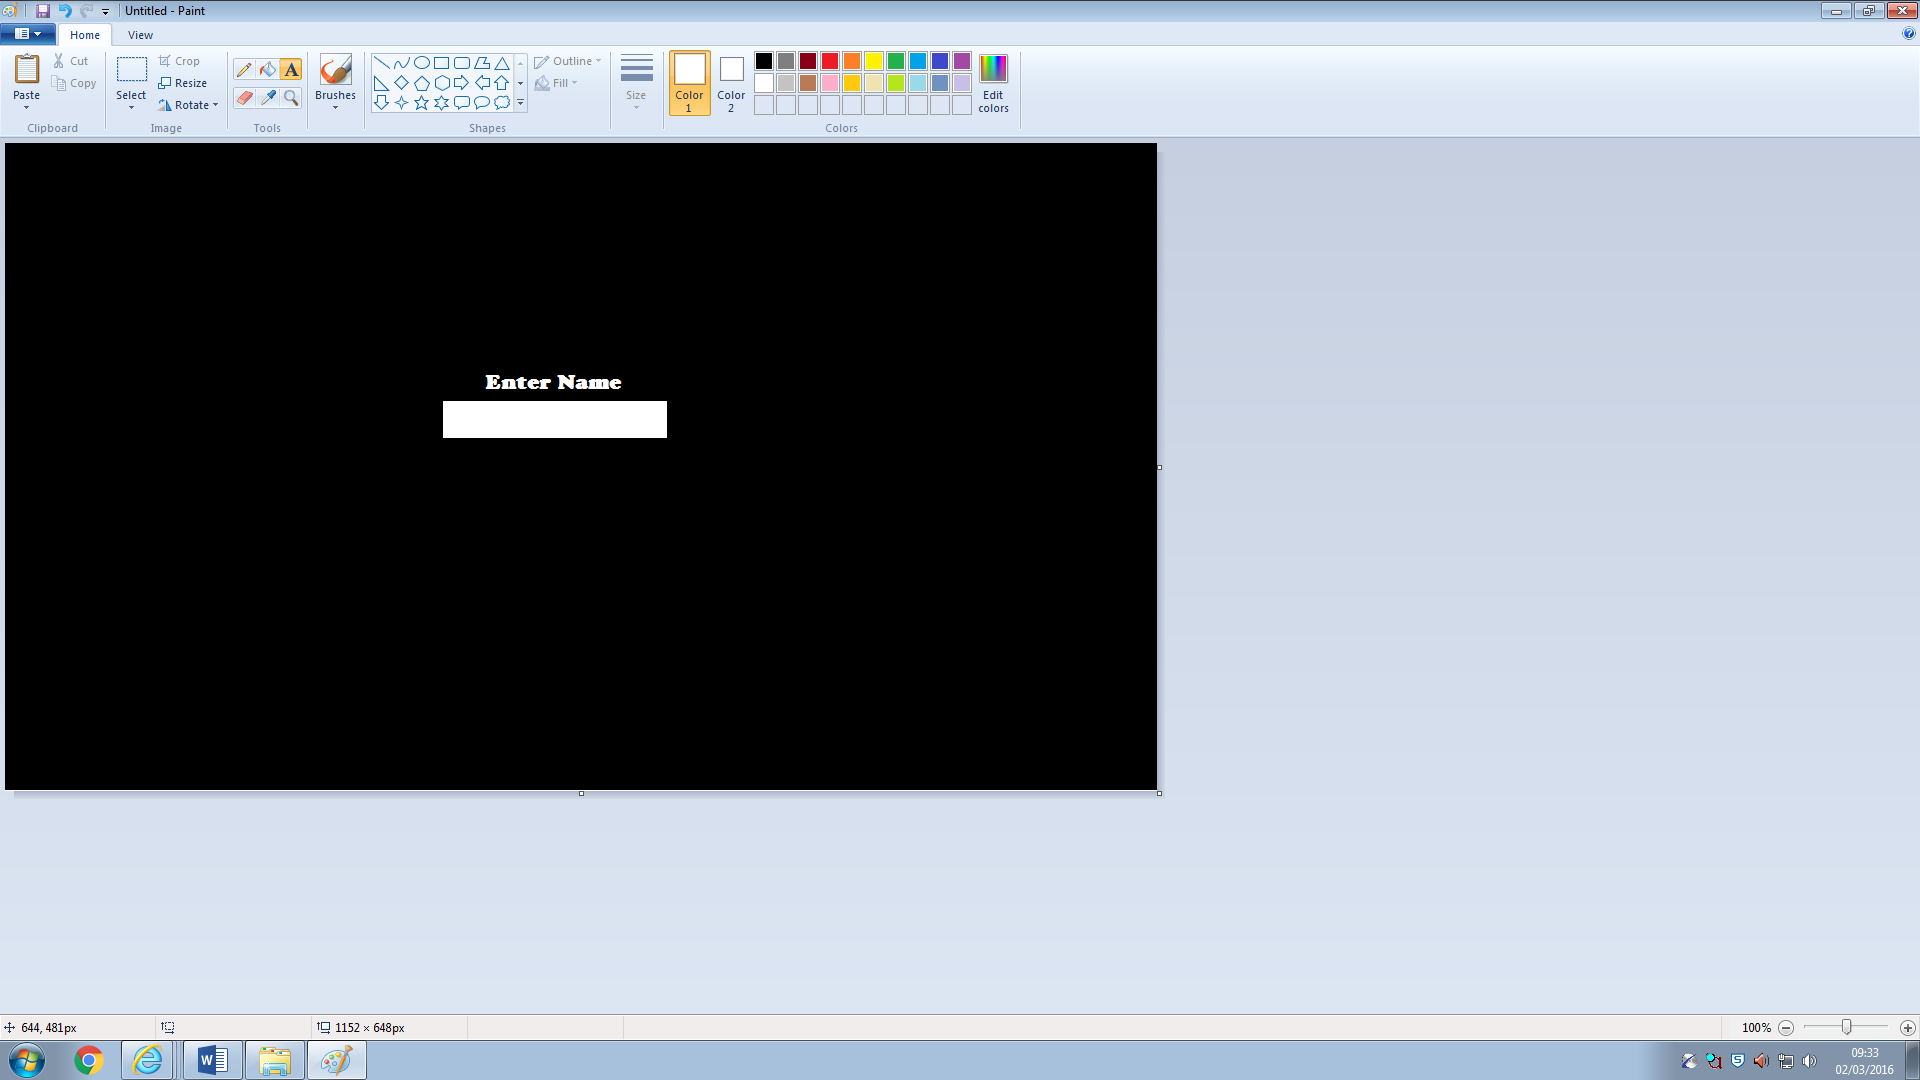 Untitled - Paint
Home
View
Paste
Cut
Copy
Clipboard
Select
Crop
Resize
Rotate
Image
A
Tools
Brushes
Shapes
Outline
Fill
Size
Color
1
Color
2
Edit
colors
Colors
Enter Name
644, 481px
1152 × 648px
100%
09:33
02/03/2016